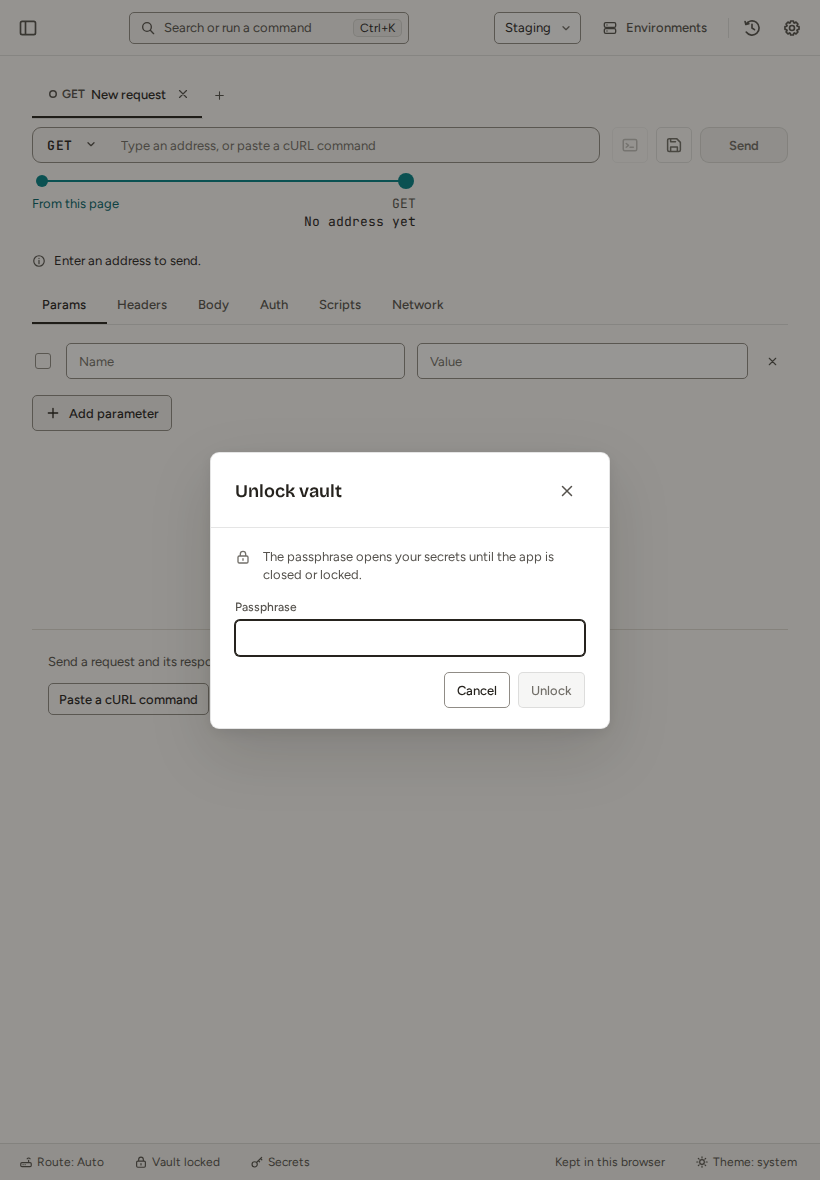 Search or run a command Ctrl+K Staging Environments
GET New request
GET Type an address, or paste a cURL command Send
From this page GET
No address yet
Enter an address to send.
Params Headers Body Auth Scripts Network
Name Value
Add parameter
Unlock vault
The passphrase opens your secrets until the app is
closed or locked.
Passphrase
Send a request and its respo
Cancel Unlock
Paste a cURL command
Route: Auto Vault locked Secrets Kept in this browser Theme: system